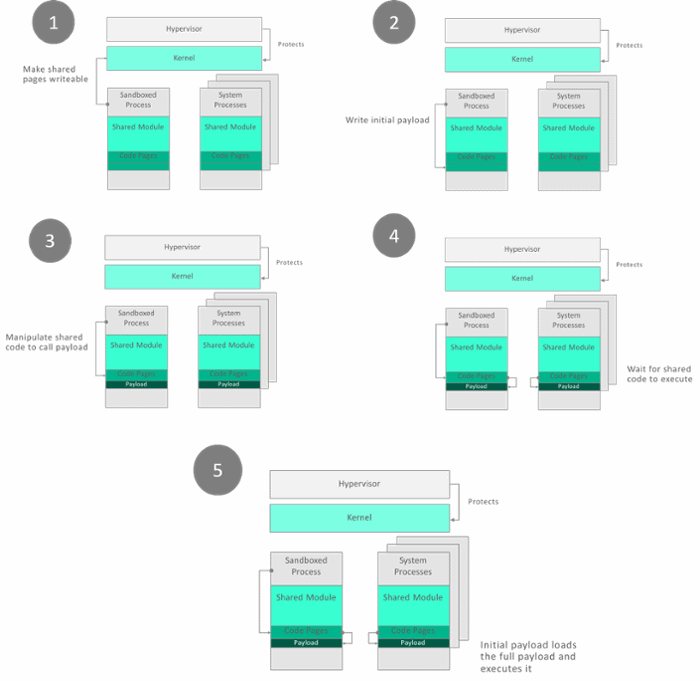 1
Hypervisor
Protects
Kernel
Make shared
pages writeable
Sandboxed
Process
System
Processes
Shared Module
Shared Module
Code Pages
Code Pages
2
Hypervisor
Protects
Kernel
Write initial payload
Sandboxed
Process
System
Processes
Shared Module
Shared Module
Code Pages
Code Pages
3
Hypervisor
Protects
Kernel
Manipulate shared
code to call payload
Sandboxed
Process
System
Processes
Shared Module
Shared Module
Code Pages
Code Pages
Payload
Payload
4
Hypervisor
Protects
Kernel
Sandboxed
Process
System
Processes
Shared Module
Shared Module
Code Pages
Code Pages
Payload
Payload
Wait for shared
code to execute
5
Hypervisor
Protects
Kernel
Sandboxed
Process
System
Processes
Shared Module
Shared Module
Code Pages
Code Pages
Payload
Payload
Initial payload loads
the full payload and
executes it